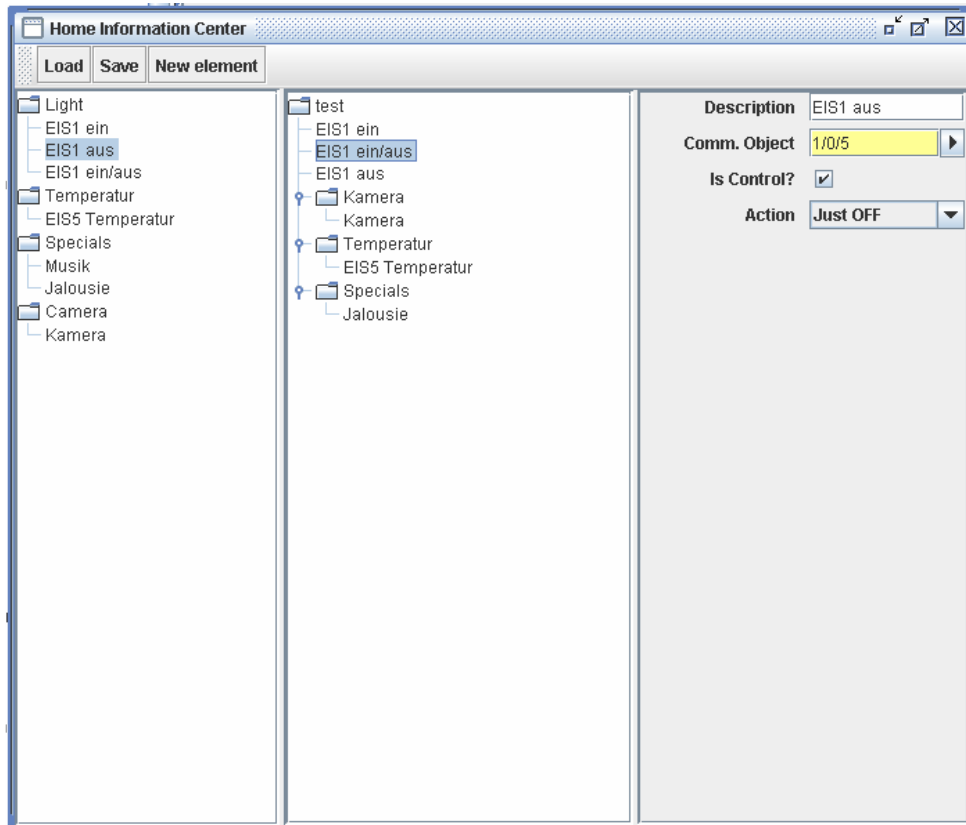 Home Information Center
Load Save New element
Light
EIS1 ein
EIS1 aus
EIS1 ein/aus
Temperatur
EIS5 Temperatur
Specials
Musik
Jalousie
Camera
Kamera
test
EIS1 ein
EIS1 ein/aus
EIS1 aus
Kamera
Kamera
Temperatur
EIS5 Temperatur
Specials
Jalousie
Description EIS1 aus
Comm. Object 1/0/5
Is Control?
Action Just OFF